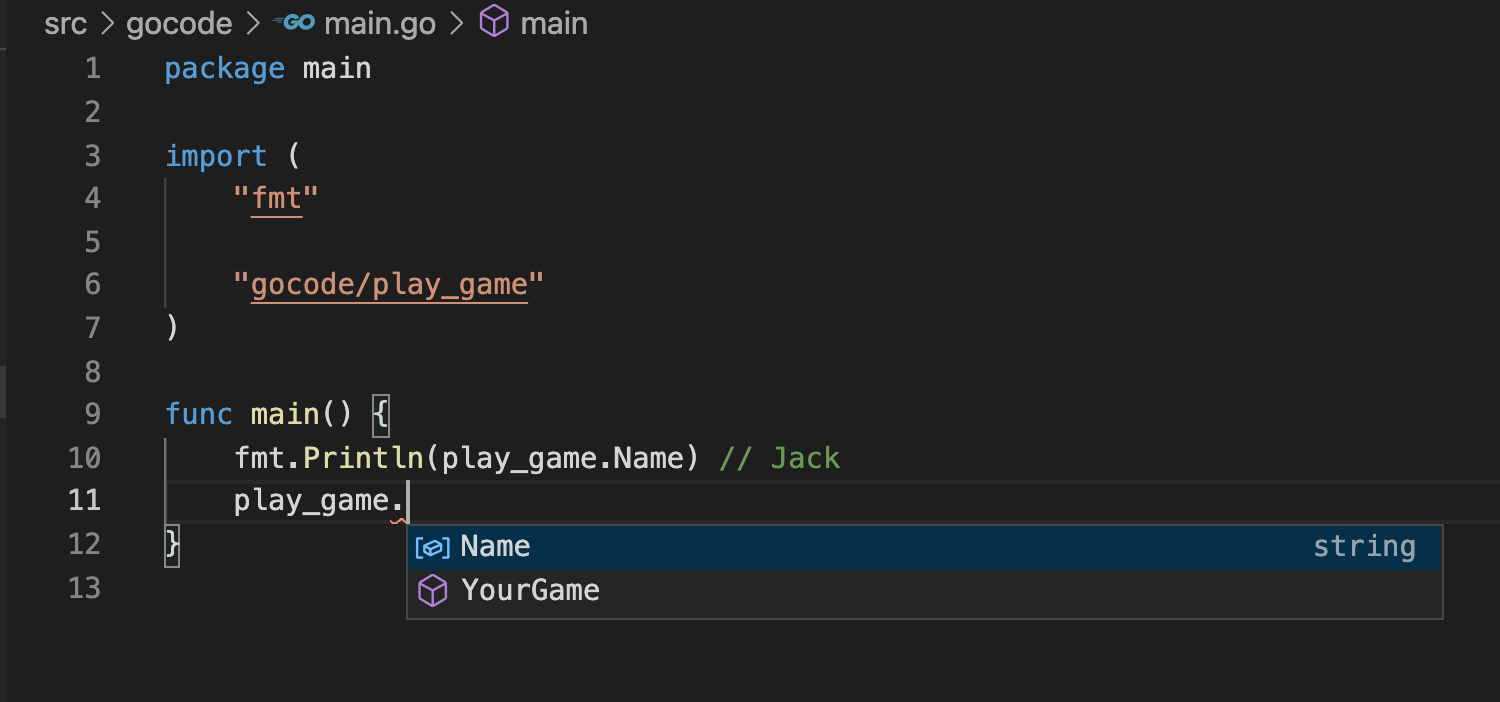 src > gocode > GO main.go > main
1 package main
2
3 import (
4 "fmt"
5
6 "gocode/play_game"
7 )
8
9 func main() {
10 fmt.Println(play_game.Name) // Jack
11 play_game.
12 }
Name string
13
YourGame